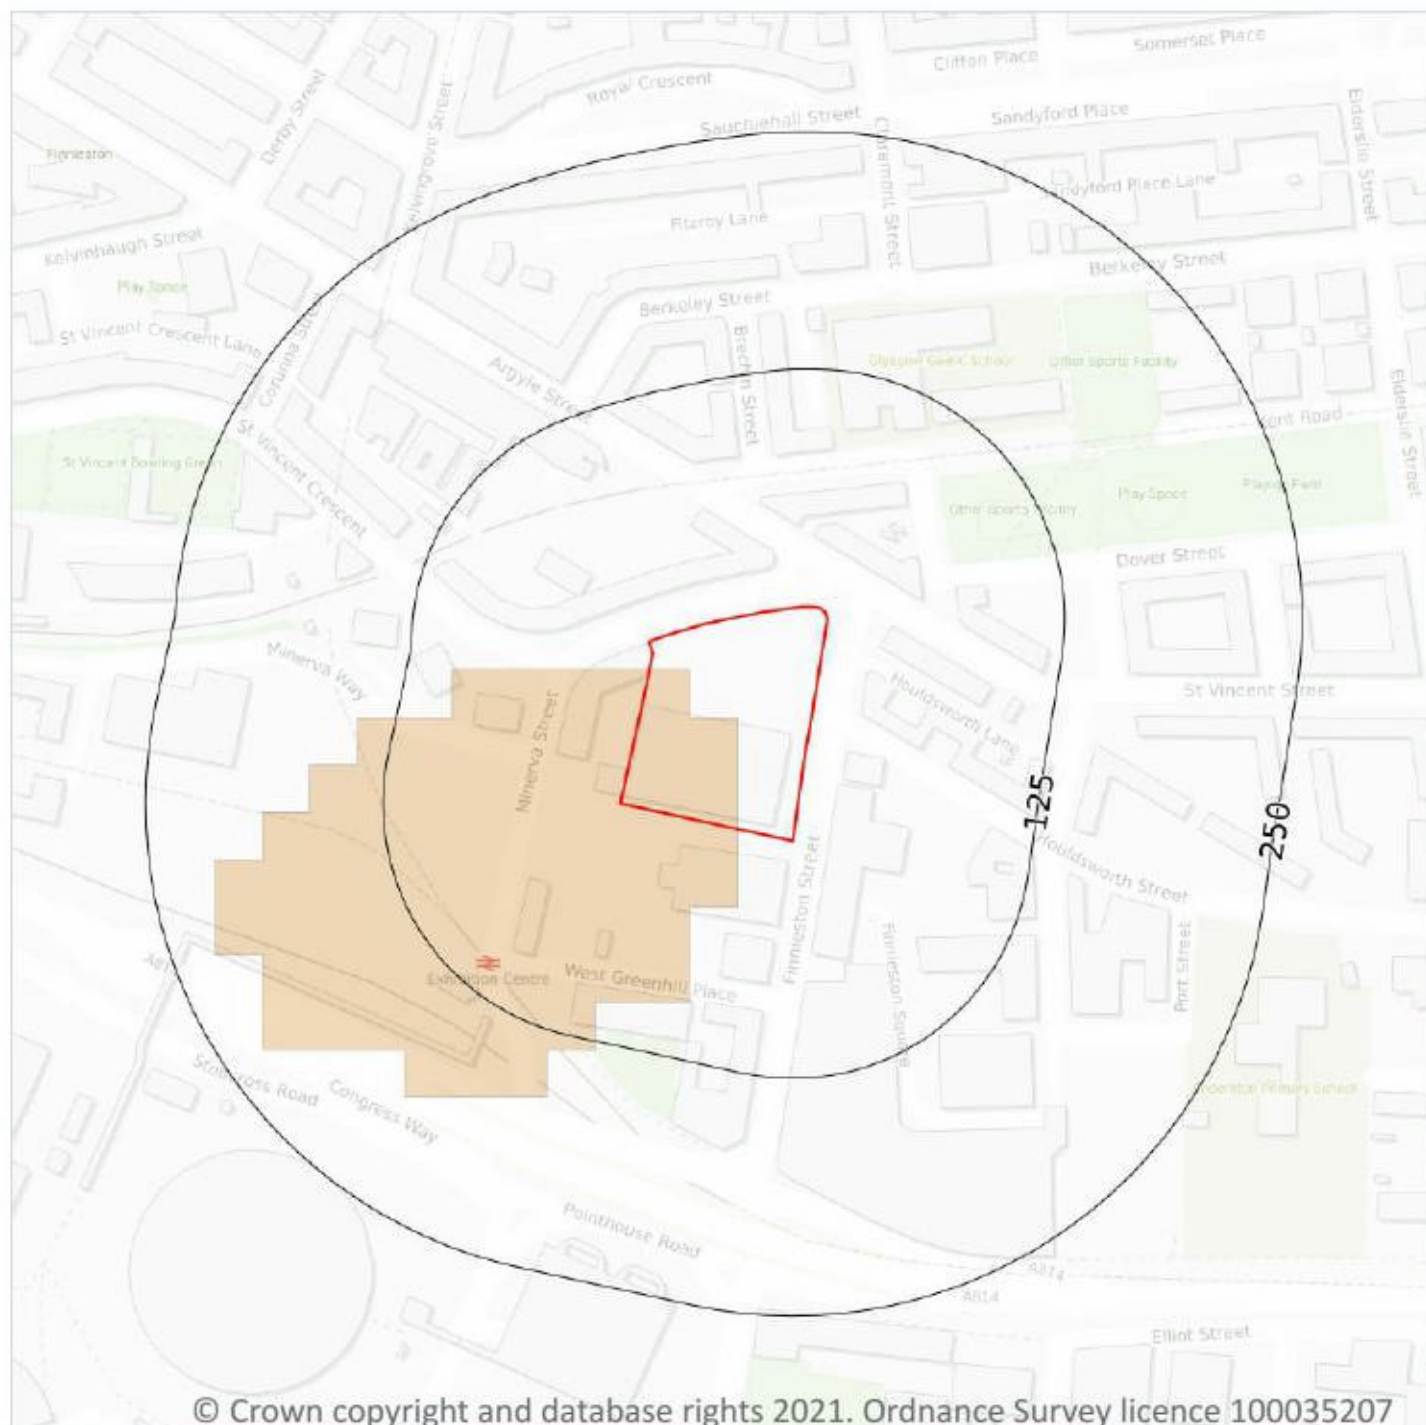 Somerset Place
Clifton Place
Royal Crescent
Derby Street
Sauchiehall Street
Sandyford Place
Elderslie Street
Finnieston
Kelvingrove Street
Claremont Street
ndyford Place Lane
Fitzroy Lane
Kelvinhaugh Street
Berkeley Street
Play Space
Berkeley Street
St Vincent Crescent Lane
Corunna Street
Brechin Street
Argyle Street
Glasgow Gaelic School
Other Sports Facility
Elderslie Street
Kent Road
St Vincent Crescent
St Vincent Bowling Green
Play Space
Playing Field
Other Sports Facility
Dover Street
Minerva Way
Houldsworth Lane
St Vincent Street
Minerva Street
125
250
Houldsworth Street
Finnieston Street
Finnieston Square
Port Street
A81
Exhibition Centre
West Greenhill Place
Stobcross Road
Congress Way
nderston Primary School
Pointhouse Road
A814
A814
Elliot Street
© Crown copyright and database rights 2021. Ordnance Survey licence 100035207